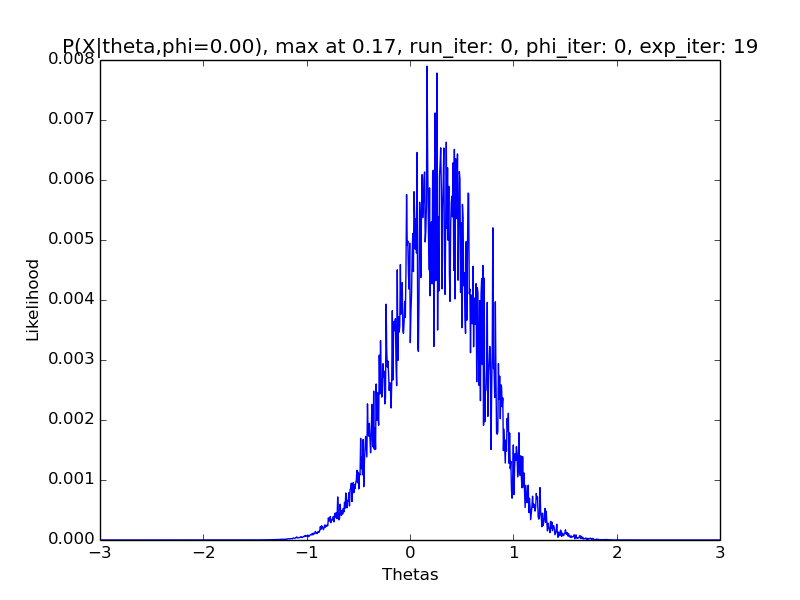 P(X|theta,phi=0.00), max at 0.17, run_iter: 0, phi_iter: 0, exp_iter: 19
0.008
0.007
0.006
0.005
0.004
0.003
0.002
0.001
0.000
Likelihood
−3 −2 −1 0 1 2 3
Thetas